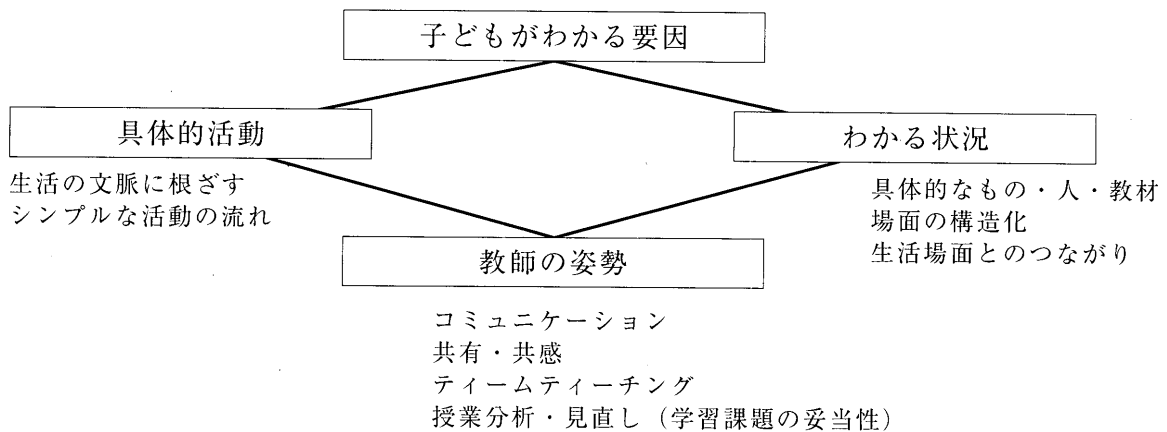 子どもがわかる要因
具体的活動
生活の文脈に根ざす
シンプルな活動の流れ
わかる状況
具体的なもの・人・教材
場面の構造化
生活場面とのつながり
教師の姿勢
コミュニケーション
共有・共感
ティームティーチング
授業分析・見直し（学習課題の妥当性）